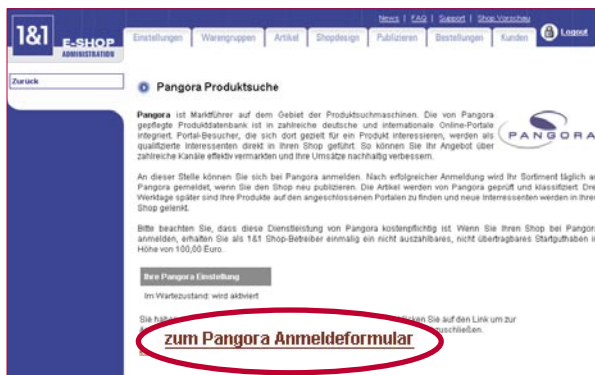 News | FAQ | Support | Shop Vorschau
1&1 E-SHOP
ADMINISTRATION
Einstellungen Warengruppen Artikel Shopdesign Publizieren Bestellungen Kunden Logout
Zurück
Pangora Produktsuche
Pangora ist Marktführer auf dem Gebiet der Produktsuchmaschinen. Die von Pangora
gepflegte Produktdatenbank ist in zahlreiche deutsche und internationale Online-Portale
integriert. Portal-Besucher, die sich dort gezielt für ein Produkt interessieren, werden als
qualifizierte Interessenten direkt in Ihren Shop geführt. So können Sie Ihr Angebot über
zahlreiche Kanäle effektiv vermarkten und Ihre Umsätze nachhaltig verbessern.
PANGORA
An dieser Stelle können Sie sich bei Pangora anmelden. Nach erfolgreicher Anmeldung wird Ihr Sortiment täglich an
Pangora gemeldet, wenn Sie den Shop neu publizieren. Die Artikel werden von Pangora geprüft und klassifiziert. Drei
Werktage später sind Ihre Produkte auf den angeschlossenen Portalen zu finden und neue Interessenten werden in Ihren
Shop gelenkt.
Bitte beachten Sie, dass diese Dienstleistung von Pangora kostenpflichtig ist. Wenn Sie Ihren Shop bei Pangora
anmelden, erhalten Sie als 1&1 Shop-Betreiber einmalig ein nicht auszahlbares, nicht übertragbares Startguthaben in
Höhe von 100,00 Euro.
Ihre Pangora Einstellung
Im Wartezustand: wird aktiviert
Sie haben klicken Sie auf den Link um zur
zum Pangora Anmeldeformular